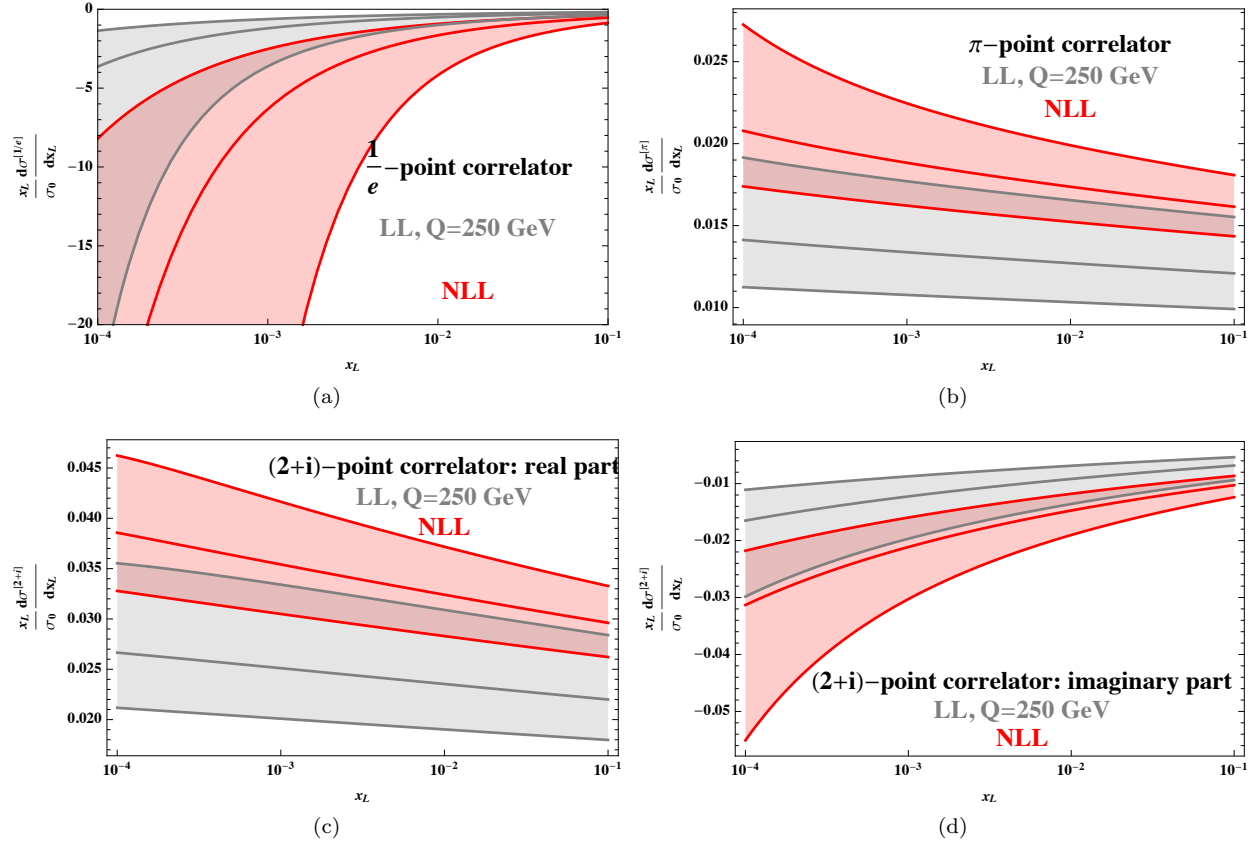 0
−5
−10
−15
−20
10⁻⁴
10⁻³
10⁻²
10⁻¹
x_L
x_L dσ^[1/e]
σ₀ dx_L
1/e−point correlator
LL, Q=250 GeV
NLL
(a)
0.025
0.020
0.015
0.010
10⁻⁴
10⁻³
10⁻²
10⁻¹
x_L
x_L dσ^[π]
σ₀ dx_L
π−point correlator
LL, Q=250 GeV
NLL
(b)
0.045
0.040
0.035
0.030
0.025
0.020
10⁻⁴
10⁻³
10⁻²
10⁻¹
x_L
x_L dσ^[2+i]
σ₀ dx_L
(2+i)−point correlator: real part
LL, Q=250 GeV
NLL
(c)
−0.01
−0.02
−0.03
−0.04
−0.05
10⁻⁴
10⁻³
10⁻²
10⁻¹
x_L
x_L dσ^[2+i]
σ₀ dx_L
(2+i)−point correlator: imaginary part
LL, Q=250 GeV
NLL
(d)